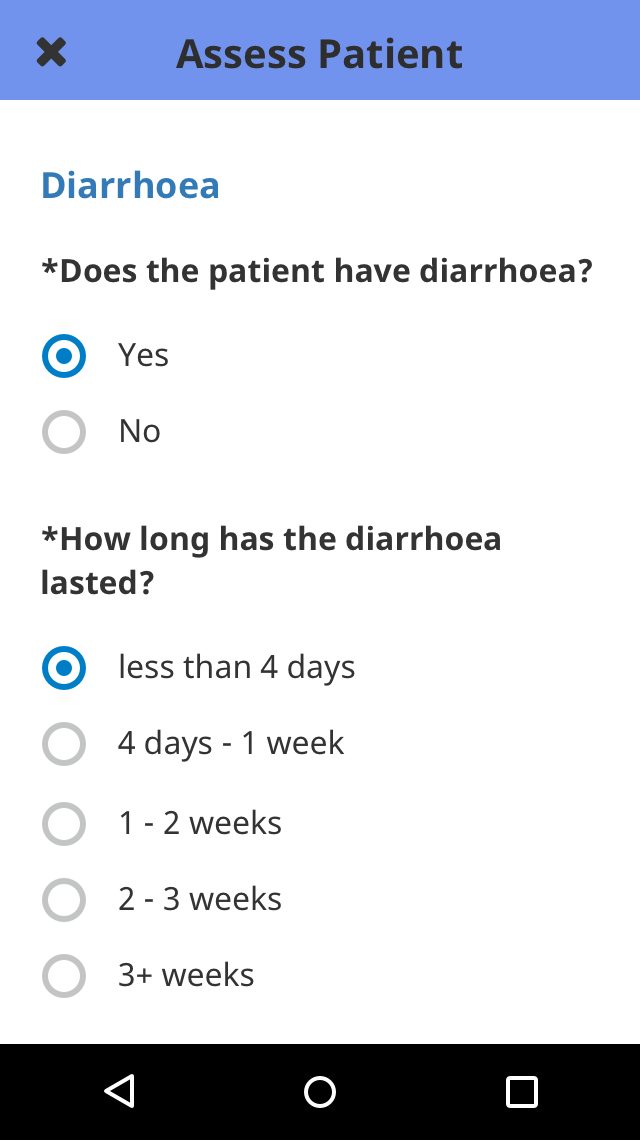 Assess Patient
Diarrhoea
*Does the patient have diarrhoea?
Yes
No
*How long has the diarrhoea
lasted?
less than 4 days
4 days - 1 week
1 - 2 weeks
2 - 3 weeks
3+ weeks